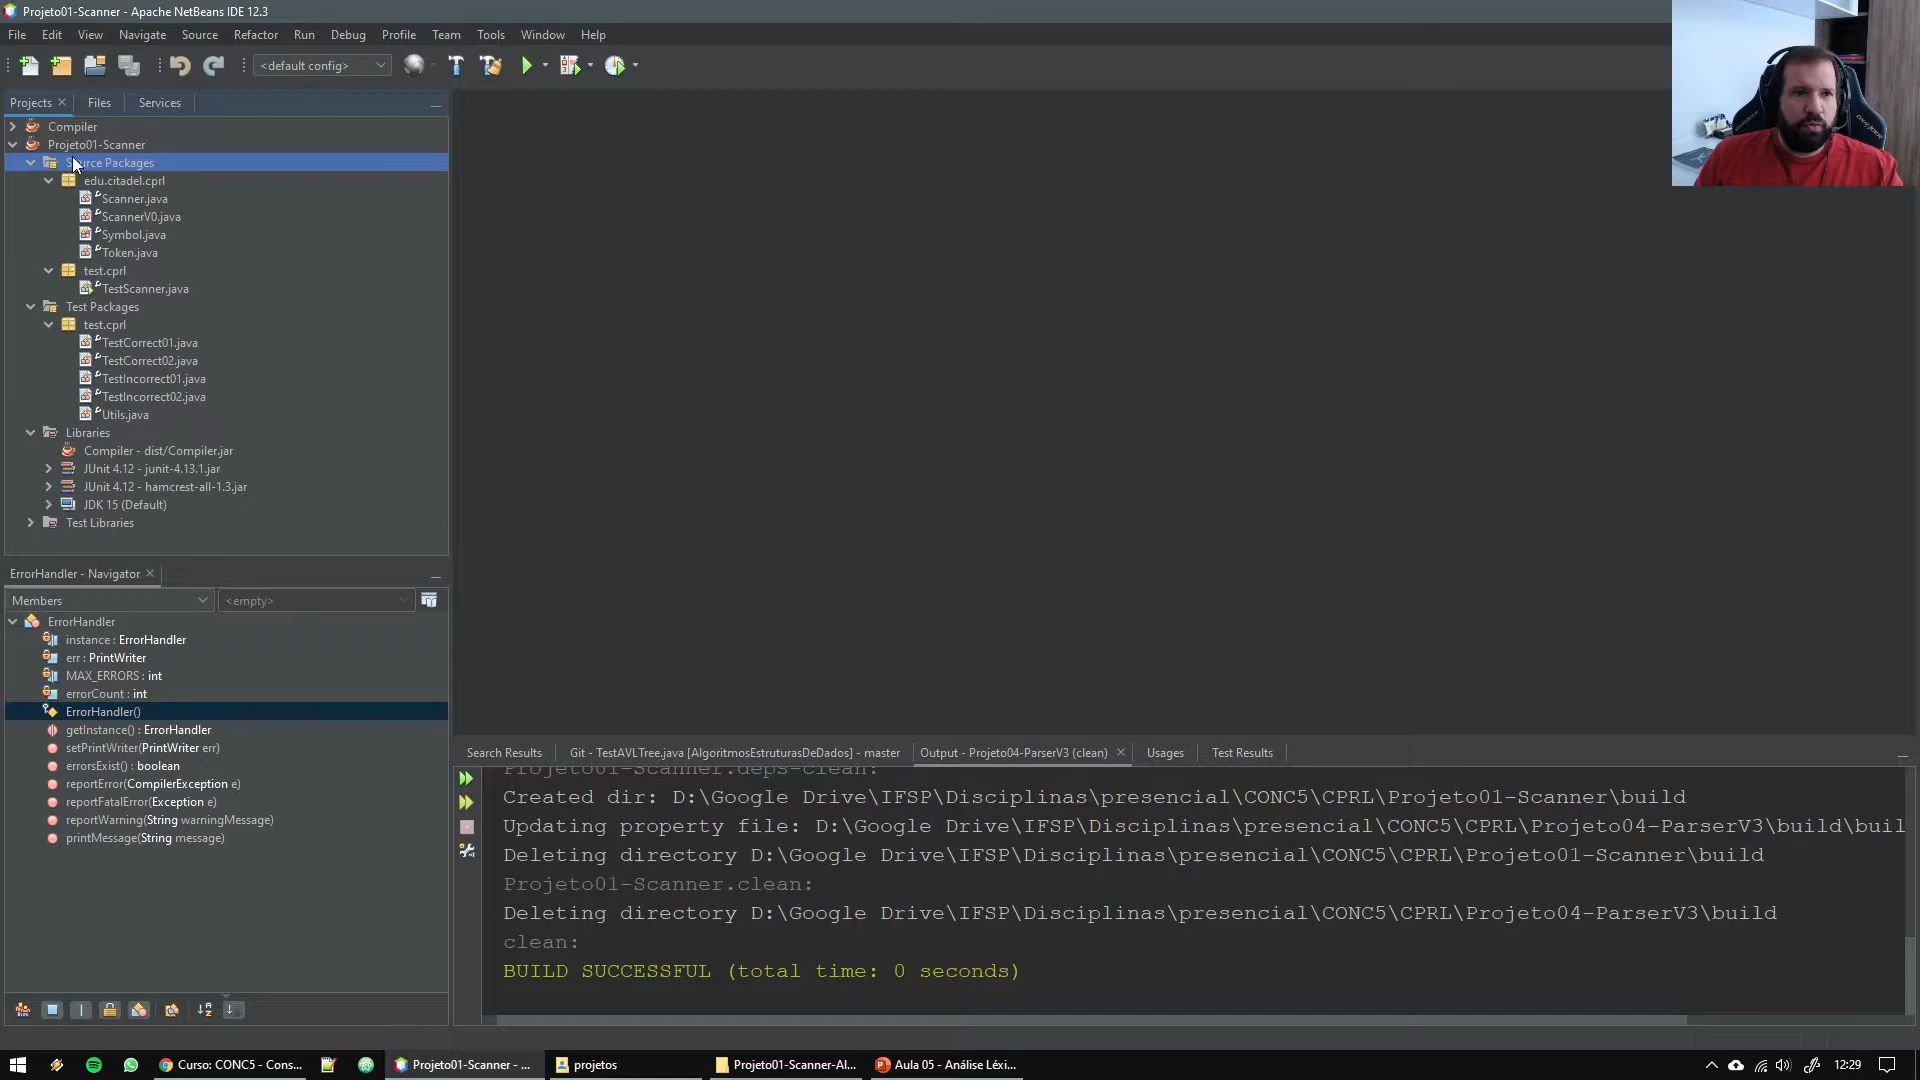 Projeto01-Scanner - Apache NetBeans IDE 12.3
File Edit View Navigate Source Refactor Run Debug Profile Team Tools Window Help
<default config>
Projects Files Services
Compiler
Projeto01-Scanner
Source Packages
edu.citadel.cprl
Scanner.java
ScannerV0.java
Symbol.java
Token.java
test.cprl
TestScanner.java
Test Packages
test.cprl
TestCorrect01.java
TestCorrect02.java
TestIncorrect01.java
TestIncorrect02.java
Utils.java
Libraries
Compiler - dist/Compiler.jar
JUnit 4.12 - junit-4.13.1.jar
JUnit 4.12 - hamcrest-all-1.3.jar
JDK 15 (Default)
Test Libraries
ErrorHandler - Navigator
Members <empty>
ErrorHandler
instance : ErrorHandler
err : PrintWriter
MAX_ERRORS : int
errorCount : int
ErrorHandler()
getInstance() : ErrorHandler
setPrintWriter(PrintWriter err)
errorsExist() : boolean
reportError(CompilerException e)
reportFatalError(Exception e)
reportWarning(String warningMessage)
printMessage(String message)
Search Results Git - TestAVLTree.java [AlgoritmosEstruturasDeDados] - master Output - Projeto04-ParserV3 (clean) Usages Test Results
Projeto01-Scanner.deps-clean:
Created dir: D:\Google Drive\IFSP\Disciplinas\presencial\CONC5\CPRL\Projeto01-Scanner\build
Updating property file: D:\Google Drive\IFSP\Disciplinas\presencial\CONC5\CPRL\Projeto04-ParserV3\build\buil
Deleting directory D:\Google Drive\IFSP\Disciplinas\presencial\CONC5\CPRL\Projeto01-Scanner\build
Projeto01-Scanner.clean:
Deleting directory D:\Google Drive\IFSP\Disciplinas\presencial\CONC5\CPRL\Projeto04-ParserV3\build
clean:
BUILD SUCCESSFUL (total time: 0 seconds)
Curso: CONC5 - Cons... Projeto01-Scanner - ... projetos Projeto01-Scanner-Al... Aula 05 - Análise Léxi... 12:29